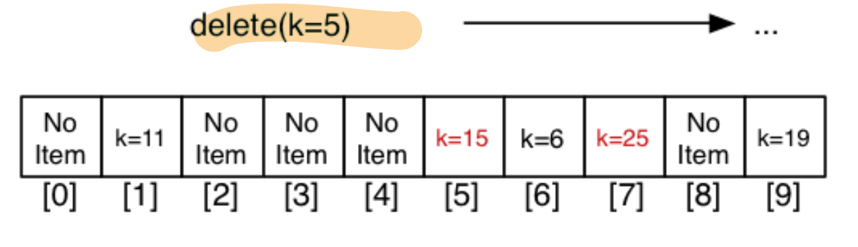 delete(k=5) ...
No Item k=11 No Item No Item No Item k=15 k=6 k=25 No Item k=19
[0] [1] [2] [3] [4] [5] [6] [7] [8] [9]